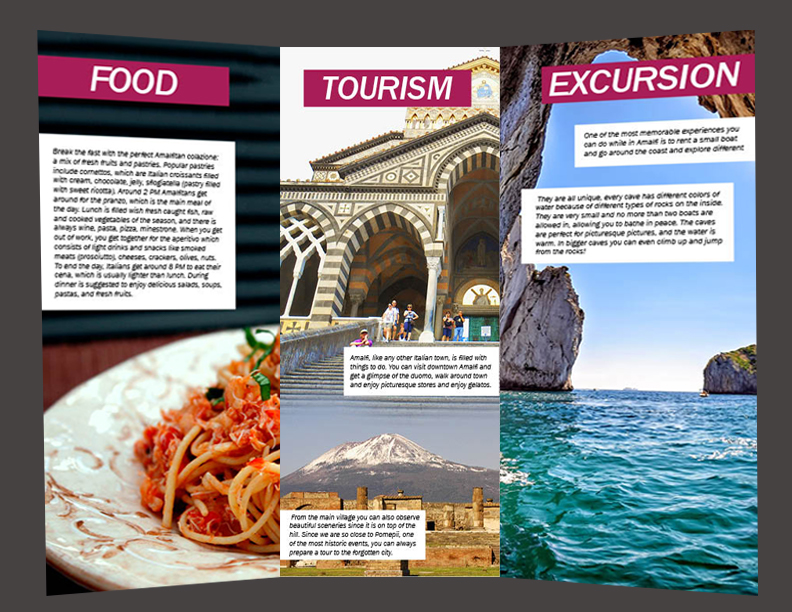 FOOD
Break the fast with the perfect Amalfitan colazione:
a mix of fresh fruits and pastries. Popular pastries
include cornettos, which are Italian croissants filled
with cream, chocolate, jelly, sfogliatella (pastry filled
with sweet ricotta). Around 2 PM Amalfitans get
around for the pranzo, which is the main meal of
the day. Lunch is filled wish fresh caught fish, raw
and cooked vegetables of the season, and there is
always wine, pasta, pizza, minestrone. When you get
out of work, you get together for the aperitivo which
consists of light drinks and snacks like smoked
meats (prosciutto), cheeses, crackers, olives, nuts.
To end the day, Italians get around 8 PM to eat their
cena, which is usually lighter than lunch. During
dinner is suggested to enjoy delicious salads, soups,
pastas, and fresh fruits.
TOURISM
Amalfi, like any other Italian town, is filled with
things to do. You can visit downtown Amalfi and
get a glimpse of the duomo, walk around town
and enjoy picturesque stores and enjoy gelatos.
From the main village you can also observe
beautiful sceneries since it is on top of the
hill. Since we are so close to Pompeii, one
of the most historic events, you can always
prepare a tour to the forgotten city.
EXCURSION
One of the most memorable experiences you
can do while in Amalfi is to rent a small boat
and go around the coast and explore different
They are all unique, every cave has different colors of
water because of different types of rocks on the inside.
They are very small and no more than two boats are
allowed in, allowing you to bathe in peace. The caves
are perfect for picturesque pictures, and the water is
warm. In bigger caves you can even climb up and jump
from the rocks!